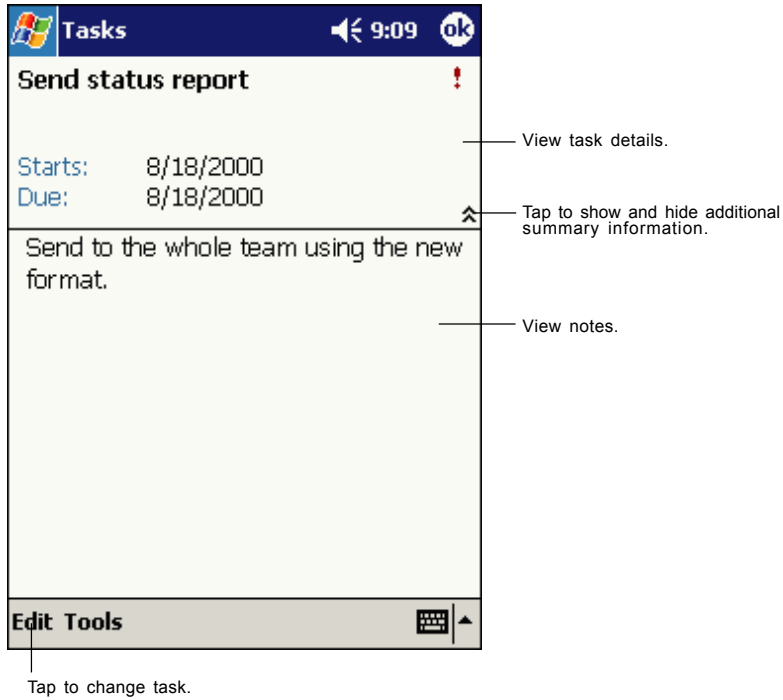 Tasks 9:09 ok
Send status report !
View task details.
Starts: 8/18/2000
Due: 8/18/2000
Tap to show and hide additional
summary information.
Send to the whole team using the new
format.
View notes.
Edit Tools
Tap to change task.